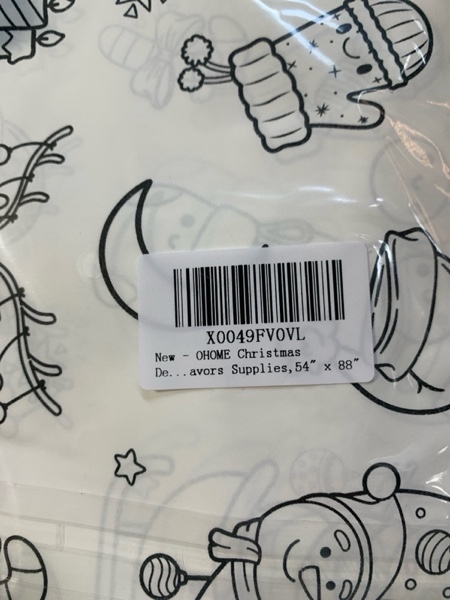 X0049FV0VL
New - OHOME Christmas
De...avors Supplies,54" x 88"